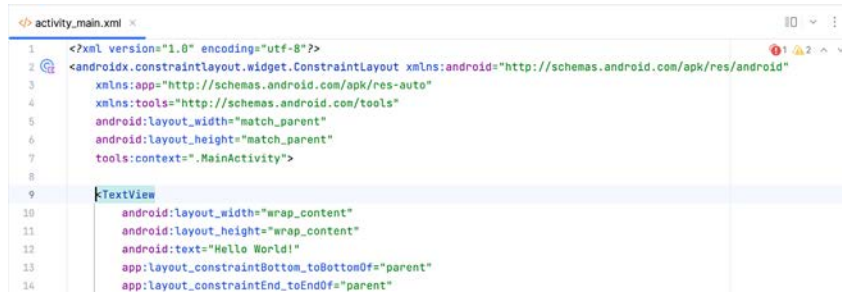 activity_main.xml
1 2
1 <?xml version="1.0" encoding="utf-8"?>
2 <androidx.constraintlayout.widget.ConstraintLayout xmlns:android="http://schemas.android.com/apk/res/android"
3 xmlns:app="http://schemas.android.com/apk/res-auto"
4 xmlns:tools="http://schemas.android.com/tools"
5 android:layout_width="match_parent"
6 android:layout_height="match_parent"
7 tools:context=".MainActivity">
8
9 <TextView
10 android:layout_width="wrap_content"
11 android:layout_height="wrap_content"
12 android:text="Hello World!"
13 app:layout_constraintBottom_toBottomOf="parent"
14 app:layout_constraintEnd_toEndOf="parent"